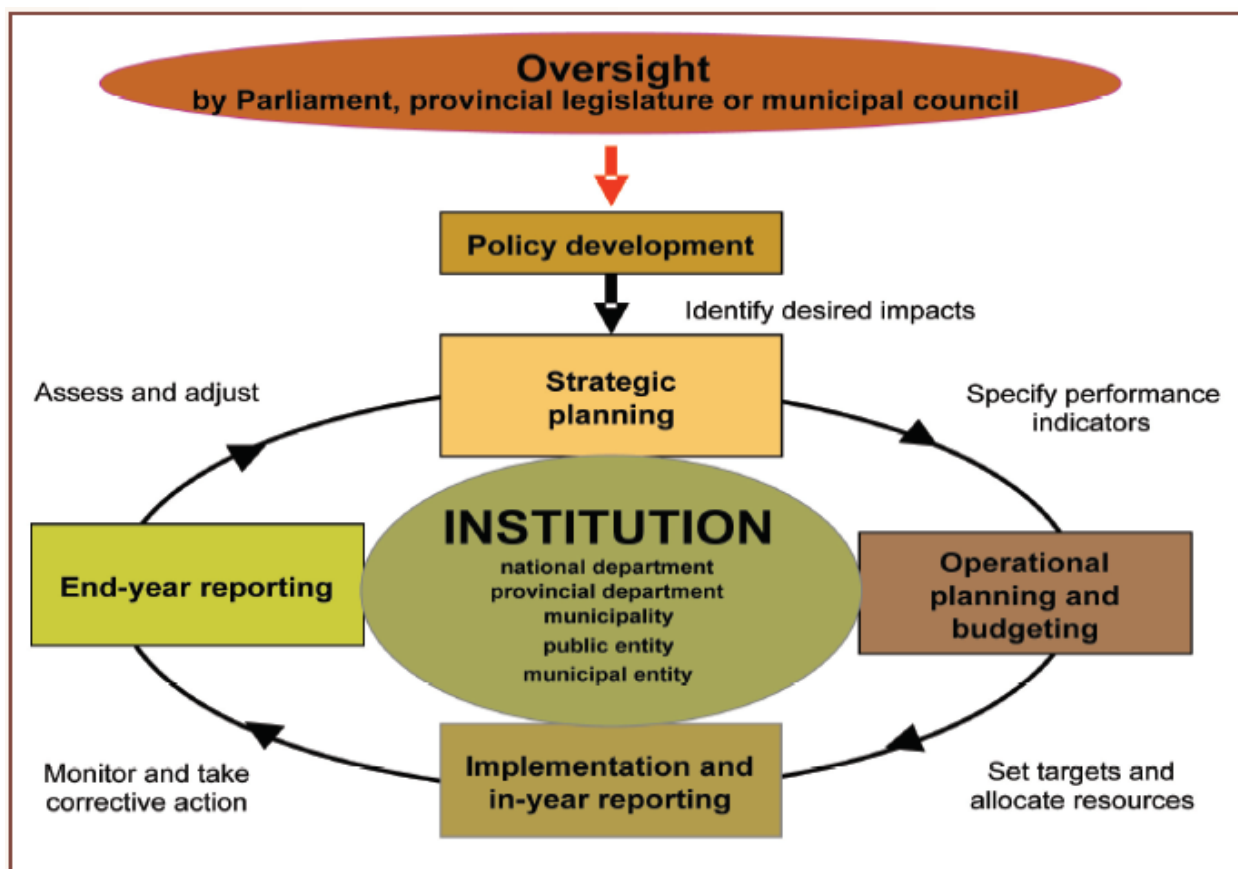 Oversight
by Parliament, provincial legislature or municipal council
Policy development
Identify desired impacts
Strategic
planning
Assess and adjust
Specify performance
indicators
INSTITUTION
national department
provincial department
municipality
public entity
municipal entity
End-year reporting
Operational
planning and
budgeting
Implementation and
in-year reporting
Monitor and take
corrective action
Set targets and
allocate resources